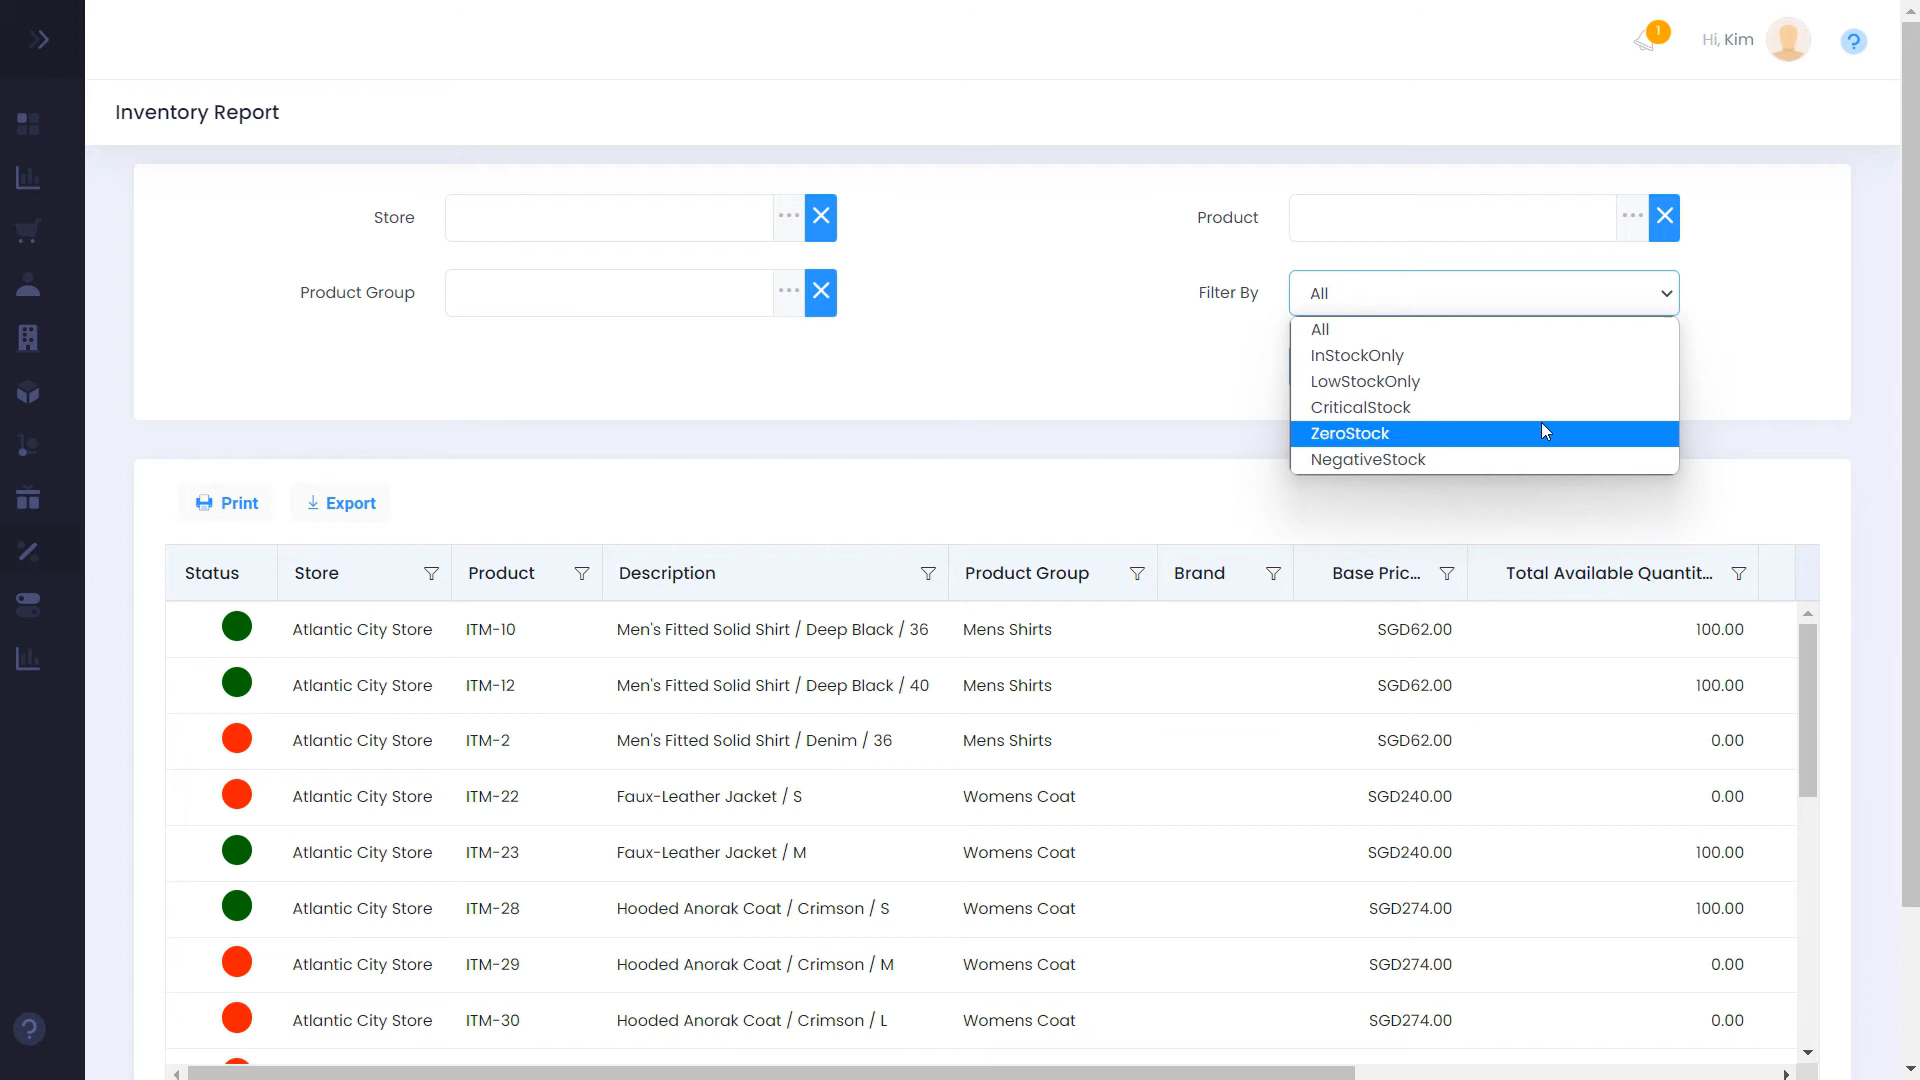 1
Hi, Kim
?
Inventory Report
Store
Product
Product Group
Filter By
All
All
InStockOnly
LowStockOnly
CriticalStock
ZeroStock
NegativeStock
Print
Export
Status Store Product Description Product Group Brand Base Pric... Total Available Quantit...
Atlantic City Store ITM-10 Men's Fitted Solid Shirt / Deep Black / 36 Mens Shirts SGD62.00 100.00
Atlantic City Store ITM-12 Men's Fitted Solid Shirt / Deep Black / 40 Mens Shirts SGD62.00 100.00
Atlantic City Store ITM-2 Men's Fitted Solid Shirt / Denim / 36 Mens Shirts SGD62.00 0.00
Atlantic City Store ITM-22 Faux-Leather Jacket / S Womens Coat SGD240.00 0.00
Atlantic City Store ITM-23 Faux-Leather Jacket / M Womens Coat SGD240.00 100.00
Atlantic City Store ITM-28 Hooded Anorak Coat / Crimson / S Womens Coat SGD274.00 100.00
Atlantic City Store ITM-29 Hooded Anorak Coat / Crimson / M Womens Coat SGD274.00 0.00
Atlantic City Store ITM-30 Hooded Anorak Coat / Crimson / L Womens Coat SGD274.00 0.00
?